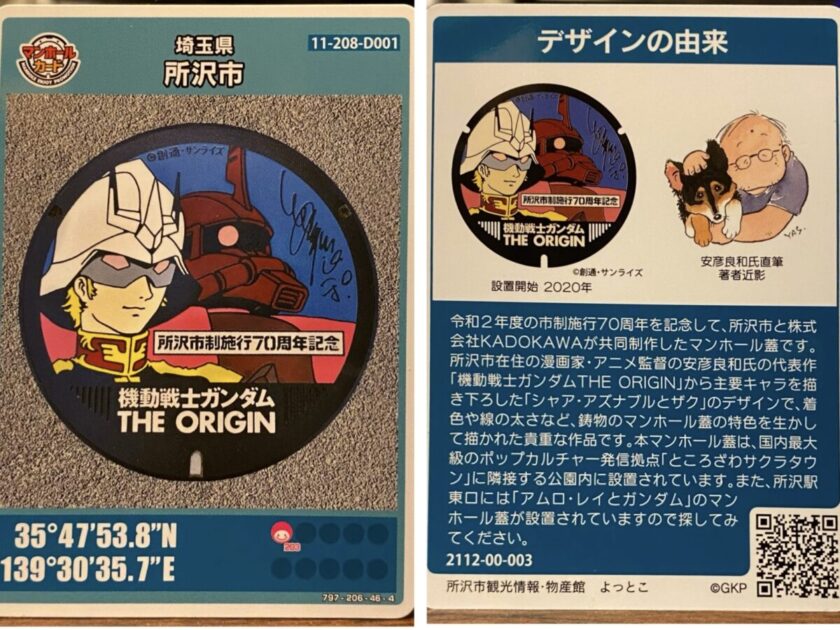 マンホール
カード
埼玉県
所沢市
11-208-D001
©創通・サンライズ
所沢市制施行70周年記念
機動戦士ガンダム
THE ORIGIN
35°47'53.8"N
139°30'35.7"E
203
797-206-46-4
デザインの由来
所沢市制施行70周年記念
機動戦士ガンダム
THE ORIGIN
©創通・サンライズ
設置開始 2020年
YAS.
安彦良和氏直筆
著者近影
令和2年度の市制施行70周年を記念して、所沢市と株式
会社KADOKAWAが共同制作したマンホール蓋です。
所沢市在住の漫画家・アニメ監督の安彦良和氏の代表作
「機動戦士ガンダムTHE ORIGIN」から主要キャラを描
き下ろした「シャア・アズナブルとザク」のデザインで、着
色や線の太さなど、鋳物のマンホール蓋の特色を生かし
て描かれた貴重な作品です。本マンホール蓋は、国内最大
級のポップカルチャー発信拠点「ところざわサクラタウ
ン」に隣接する公園内に設置されています。また、所沢駅
東口には「アムロ・レイとガンダム」のマン
ホール蓋が設置されていますので探してみ
てください。
2112-00-003
所沢市観光情報・物産館 よっとこ
©GKP